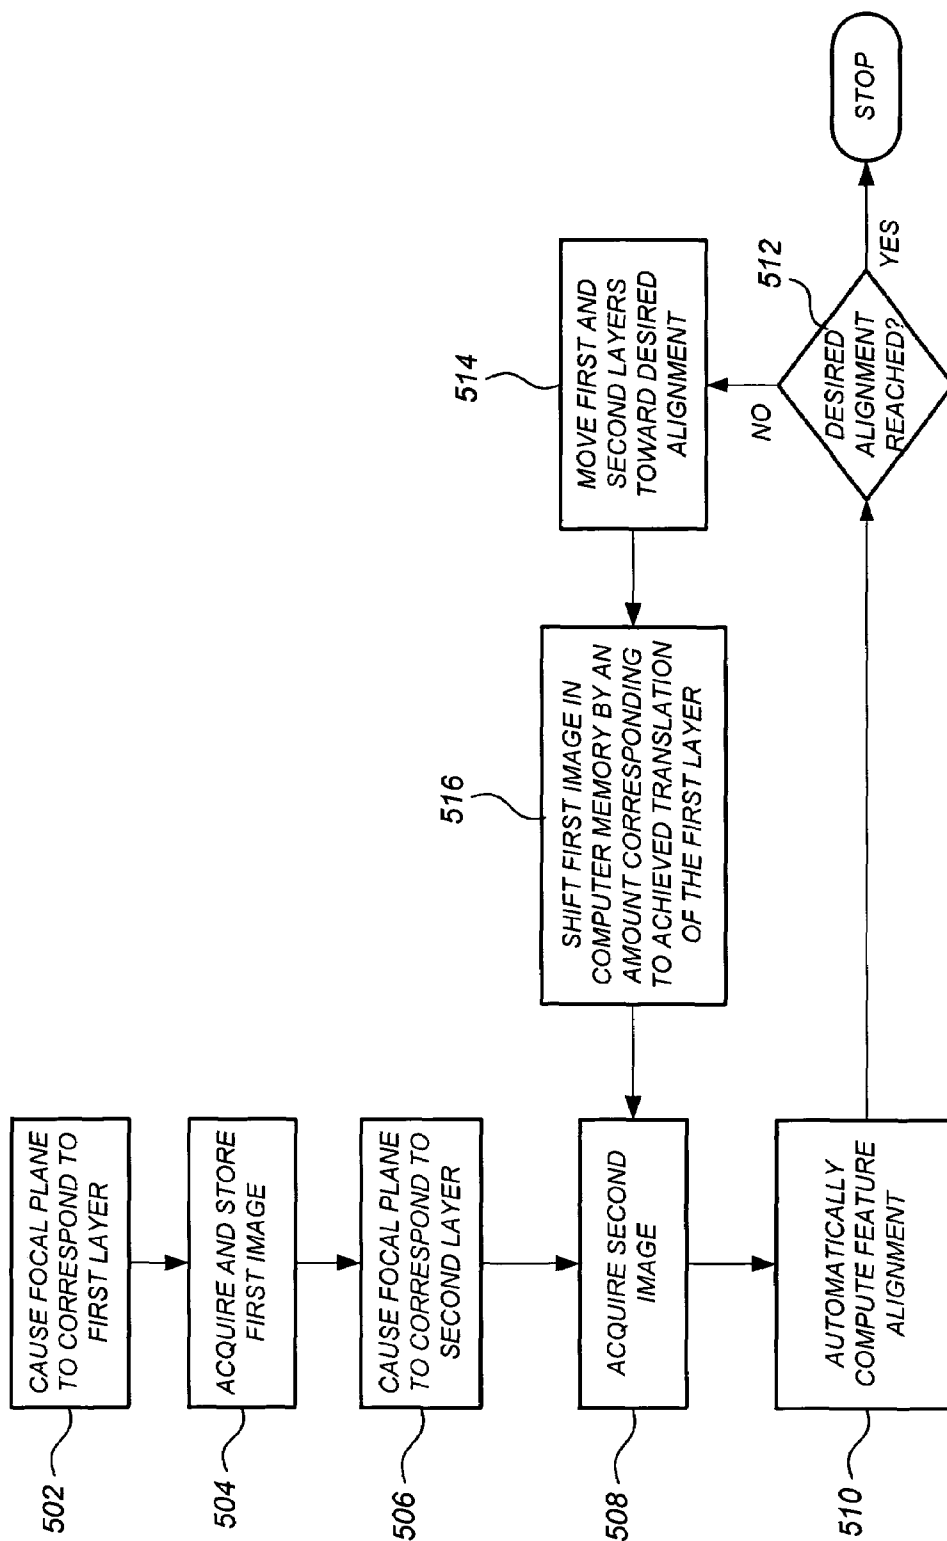 502
CAUSE FOCAL PLANE
TO CORRESPOND TO
FIRST LAYER
504
ACQUIRE AND STORE
FIRST IMAGE
506
CAUSE FOCAL PLANE
TO CORRESPOND TO
SECOND LAYER
508
ACQUIRE SECOND
IMAGE
510
AUTOMATICALLY
COMPUTE FEATURE
ALIGNMENT
512
DESIRED
ALIGNMENT
REACHED?
YES
STOP
NO
514
MOVE FIRST AND
SECOND LAYERS
TOWARD DESIRED
ALIGNMENT
516
SHIFT FIRST IMAGE IN
COMPUTER MEMORY BY AN
AMOUNT CORRESPONDING
TO ACHIEVED TRANSLATION
OF THE FIRST LAYER